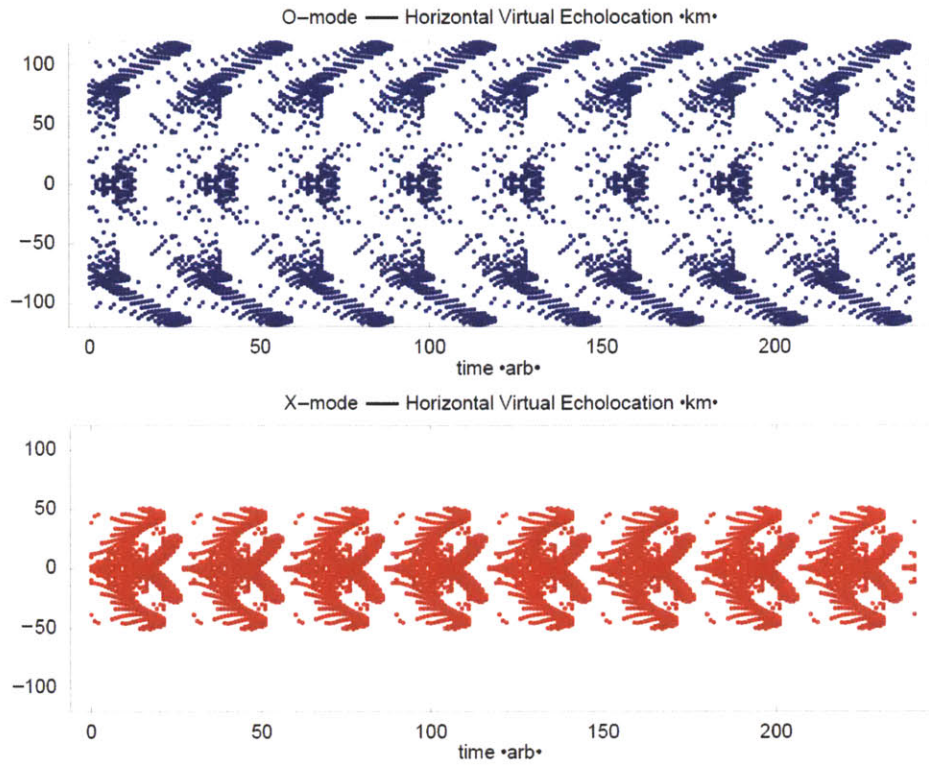 O−mode — Horizontal Virtual Echolocation •km•
100
50
0
−50
−100
0 50 100 150 200
time •arb•
X−mode — Horizontal Virtual Echolocation •km•
100
50
0
−50
−100
0 50 100 150 200
time •arb•